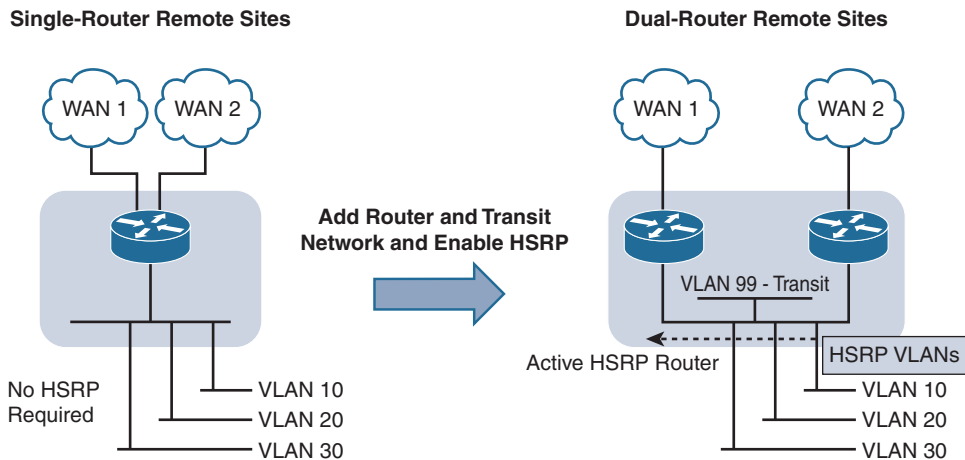 Single-Router Remote Sites
WAN 1
WAN 2
No HSRP
Required
VLAN 10
VLAN 20
VLAN 30
Add Router and Transit
Network and Enable HSRP
Dual-Router Remote Sites
WAN 1
WAN 2
VLAN 99 - Transit
Active HSRP Router
HSRP VLANs
VLAN 10
VLAN 20
VLAN 30